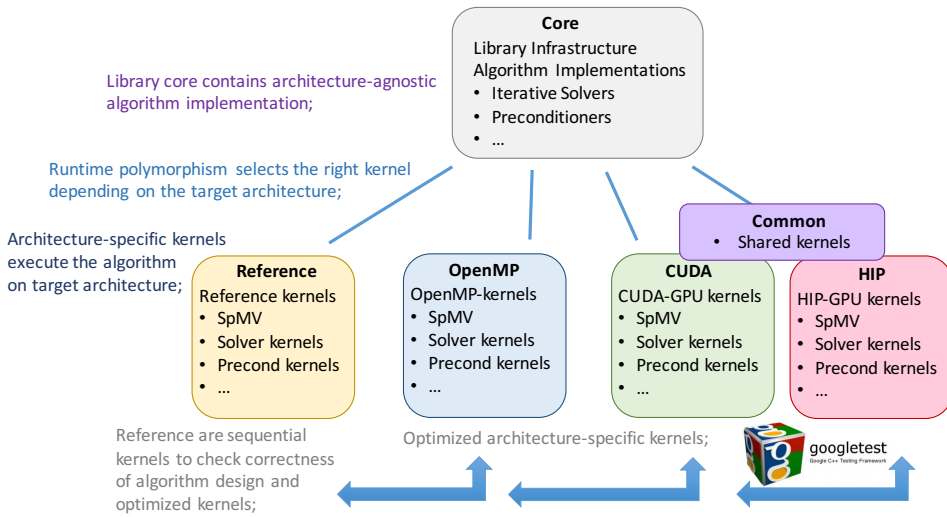 Core
Library Infrastructure
Algorithm Implementations
• Iterative Solvers
• Preconditioners
• ...
Library core contains architecture-agnostic
algorithm implementation;
Runtime polymorphism selects the right kernel
depending on the target architecture;
Architecture-specific kernels
execute the algorithm
on target architecture;
Common
• Shared kernels
Reference
Reference kernels
• SpMV
• Solver kernels
• Precond kernels
• ...
OpenMP
OpenMP-kernels
• SpMV
• Solver kernels
• Precond kernels
• ...
CUDA
CUDA-GPU kernels
• SpMV
• Solver kernels
• Precond kernels
• ...
HIP
HIP-GPU kernels
• SpMV
• Solver kernels
• Precond kernels
• ...
Reference are sequential
kernels to check correctness
of algorithm design and
optimized kernels;
Optimized architecture-specific kernels;
googletest
Google C++ Testing Framework